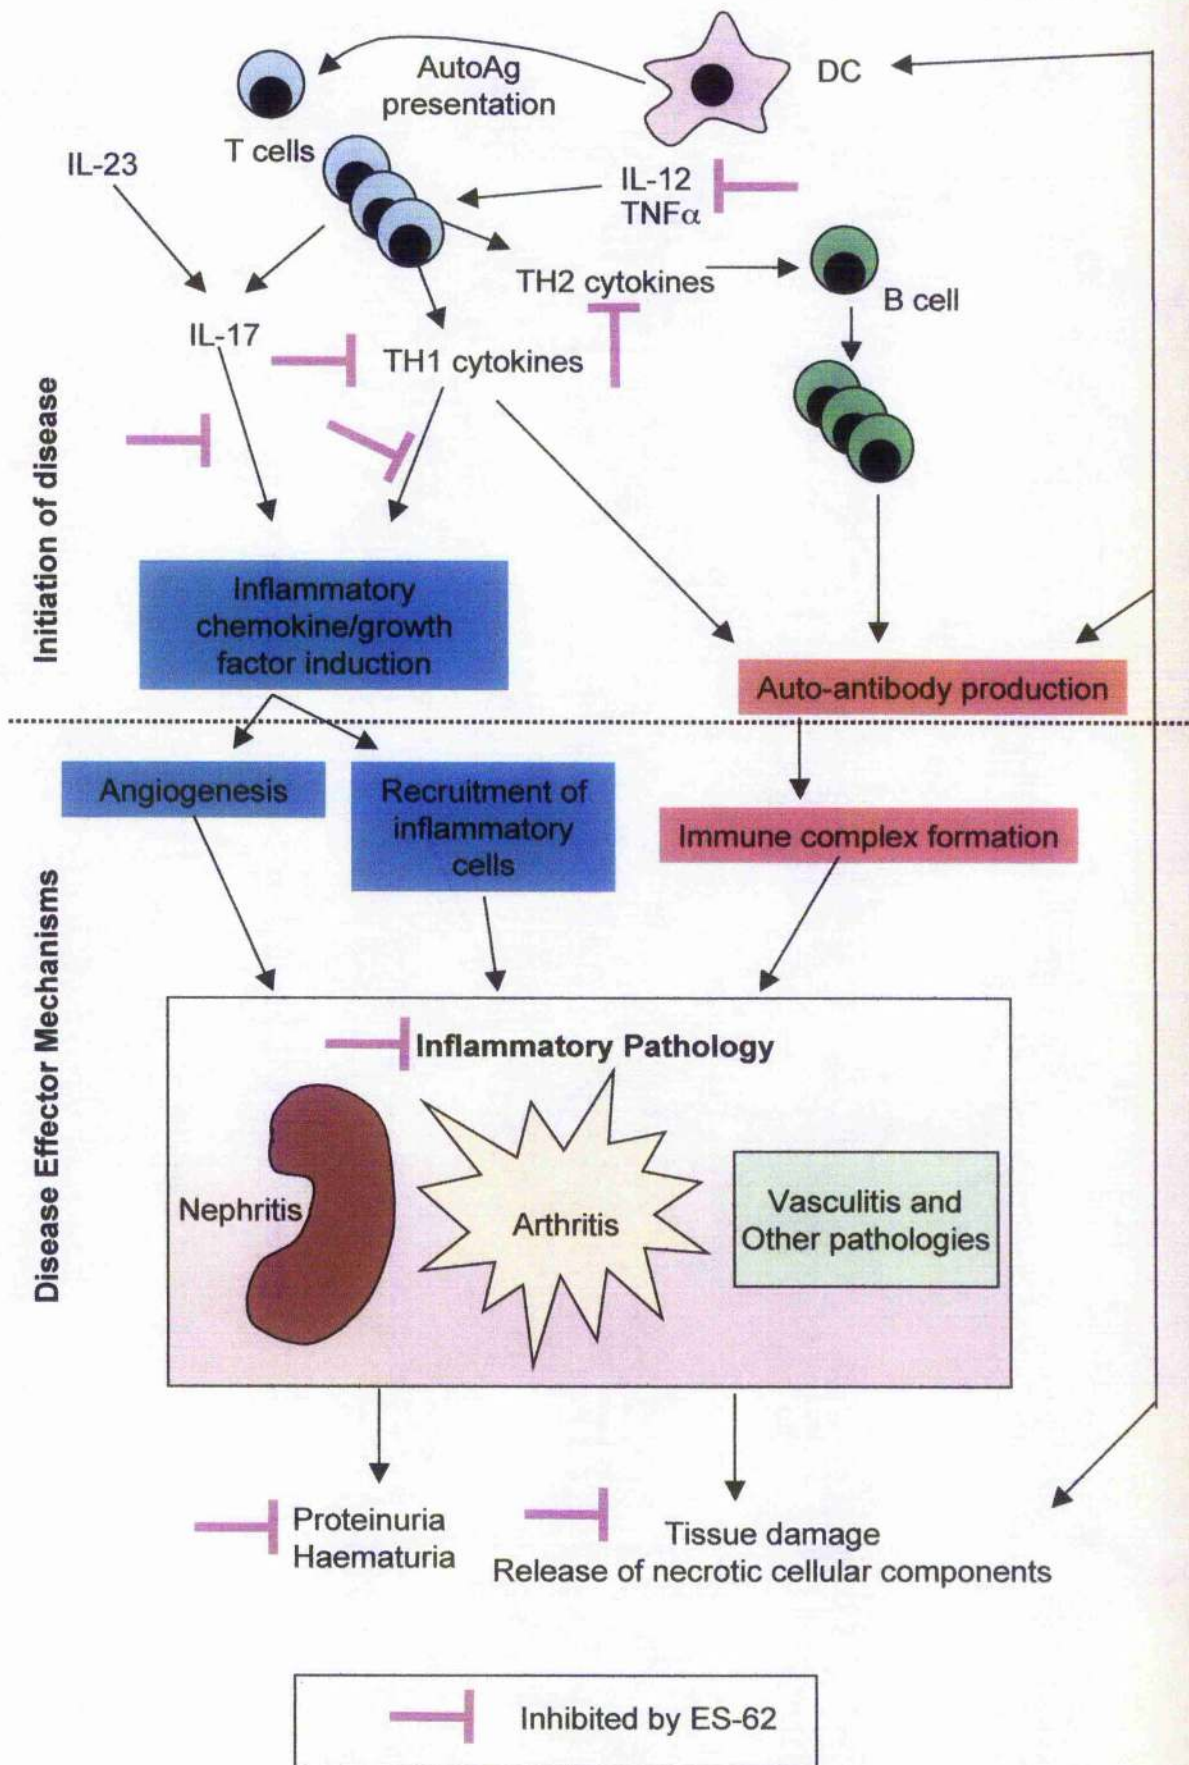 AutoAg
presentation
DC
T cells
IL-23
IL-12
TNFα
TH2 cytokines
B cell
IL-17
TH1 cytokines
Initiation of disease
Inflammatory
chemokine/growth
factor induction
Auto-antibody production
Angiogenesis
Recruitment of
inflammatory
cells
Immune complex formation
Disease Effector Mechanisms
Inflammatory Pathology
Nephritis
Arthritis
Vasculitis and
Other pathologies
Proteinuria
Haematuria
Tissue damage
Release of necrotic cellular components
Inhibited by ES-62